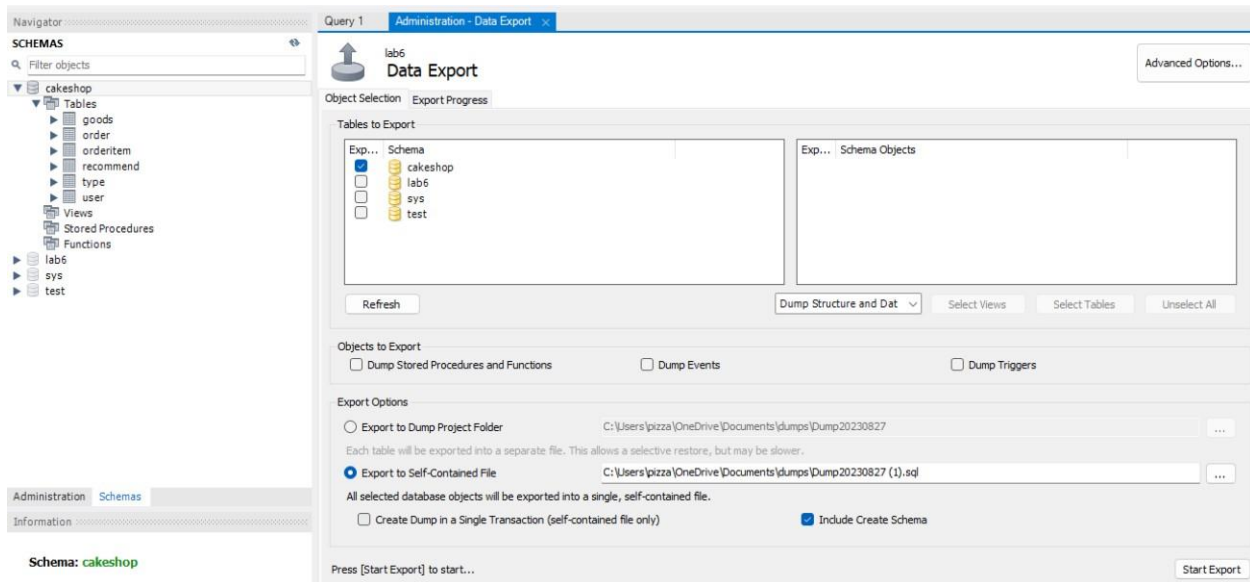 Navigator
SCHEMAS
Filter objects
cakeshop
Tables
goods
order
orderitem
recommend
type
user
Views
Stored Procedures
Functions
lab6
sys
test
Administration Schemas
Information
Schema: cakeshop
Query 1 Administration - Data Export ×
lab6
Data Export
Advanced Options...
Object Selection Export Progress
Tables to Export
Exp... Schema
cakeshop
lab6
sys
test
Exp... Schema Objects
Refresh Dump Structure and Dat Select Views Select Tables Unselect All
Objects to Export
Dump Stored Procedures and Functions Dump Events Dump Triggers
Export Options
Export to Dump Project Folder C:\Users\pizza\OneDrive\Documents\dumps\Dump20230827 ...
Each table will be exported into a separate file. This allows a selective restore, but may be slower.
Export to Self-Contained File C:\Users\pizza\OneDrive\Documents\dumps\Dump20230827 (1).sql ...
All selected database objects will be exported into a single, self-contained file.
Create Dump in a Single Transaction (self-contained file only) Include Create Schema
Press [Start Export] to start... Start Export